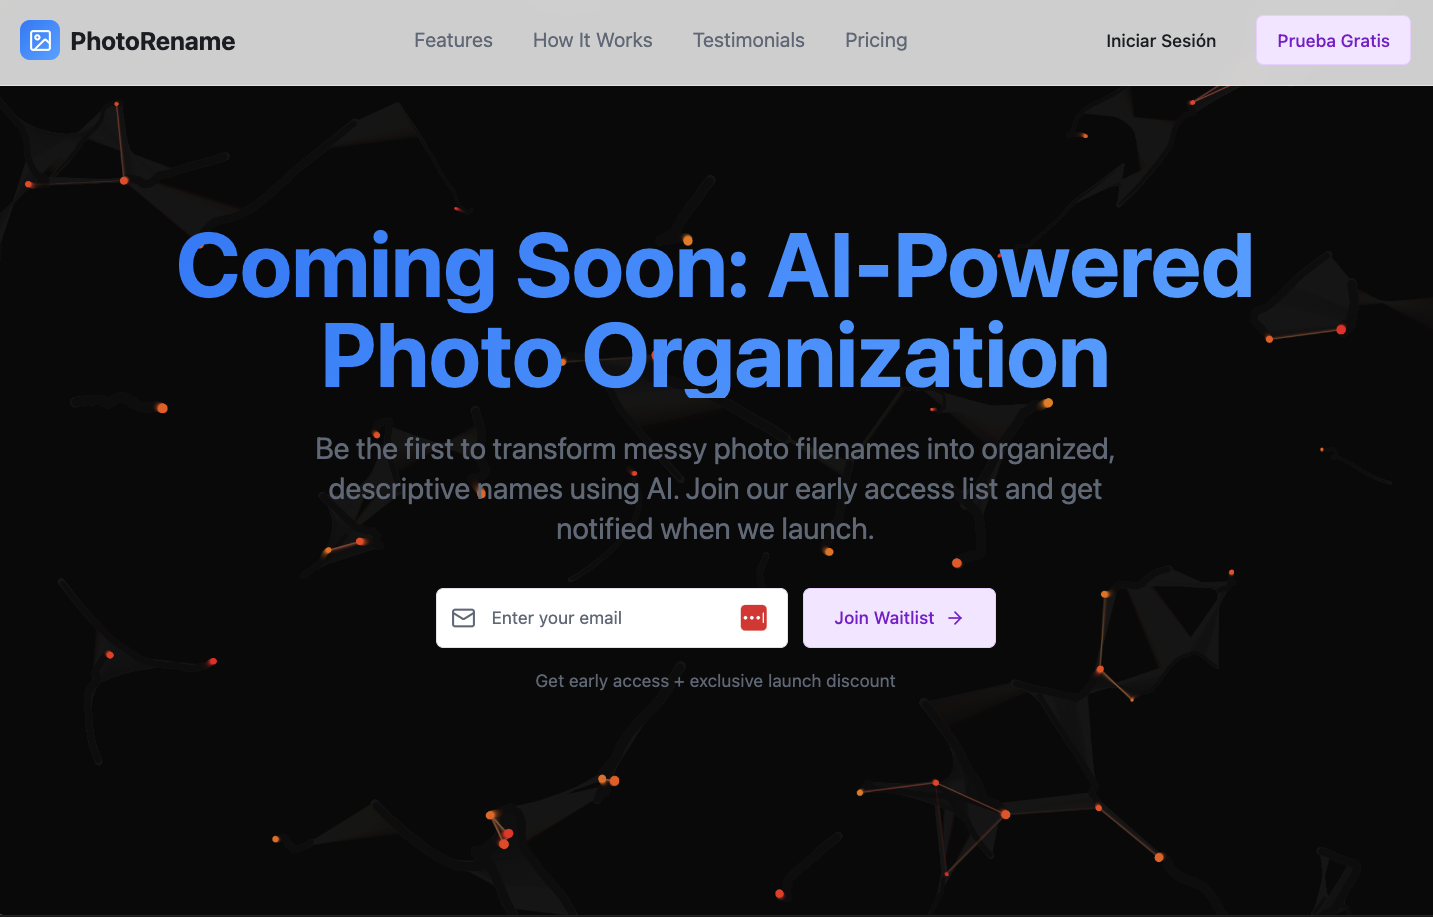 PhotoRename
Features
How It Works
Testimonials
Pricing
Iniciar Sesión
Prueba Gratis
Coming Soon: AI-Powered
Photo Organization
Be the first to transform messy photo filenames into organized,
descriptive names using AI. Join our early access list and get
notified when we launch.
Enter your email
Join Waitlist
Get early access + exclusive launch discount